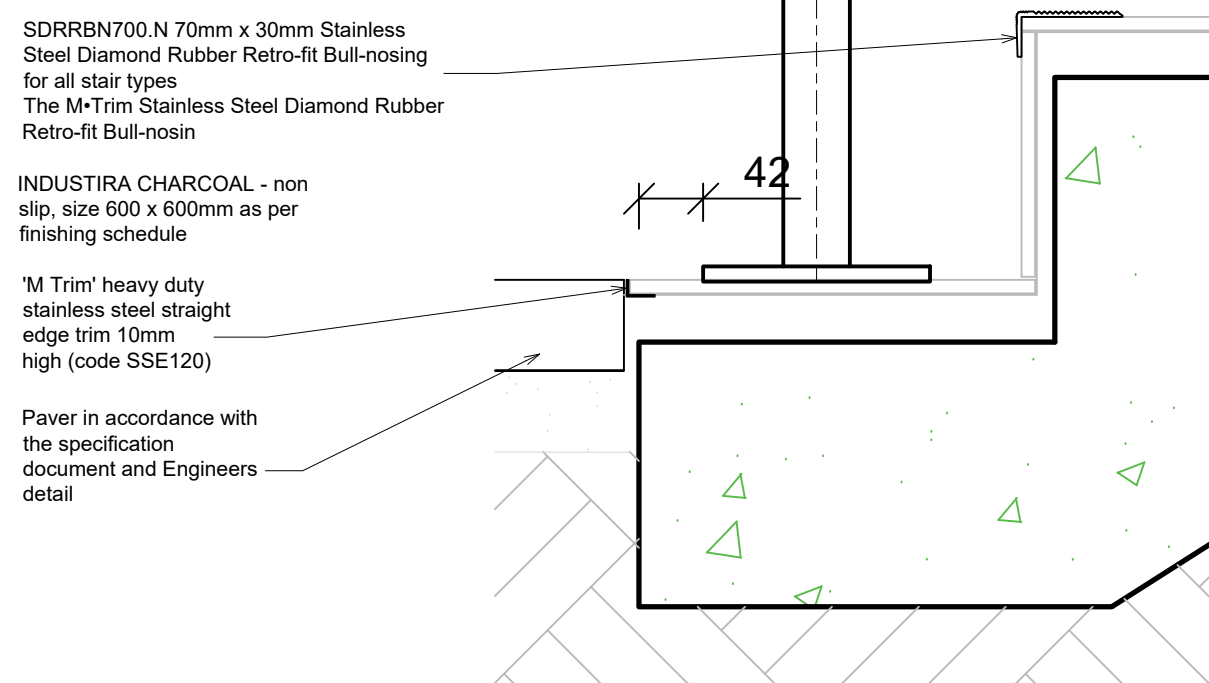 SDRRBN700.N 70mm x 30mm Stainless
Steel Diamond Rubber Retro-fit Bull-nosing
for all stair types
The M•Trim Stainless Steel Diamond Rubber
Retro-fit Bull-nosin
INDUSTIRA CHARCOAL - non
slip, size 600 x 600mm as per
finishing schedule
'M Trim' heavy duty
stainless steel straight
edge trim 10mm
high (code SSE120)
Paver in accordance with
the specification
document and Engineers
detail
42